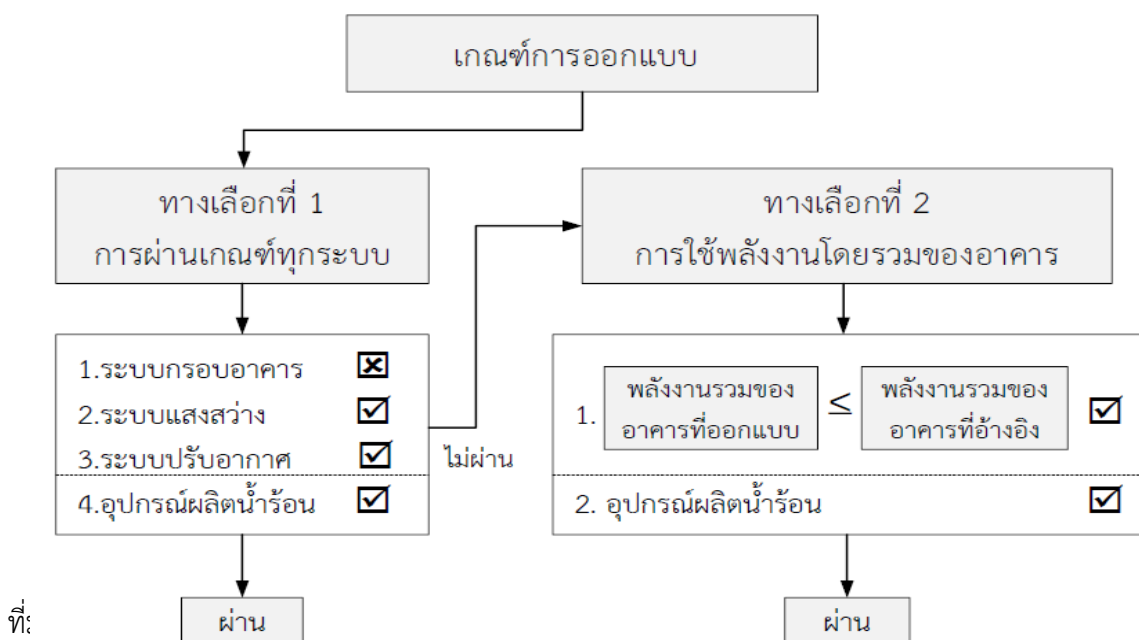 เกณฑ์การออกแบบ
ทางเลือกที่ 1
การผ่านเกณฑ์ทุกระบบ
1.ระบบกรอบอาคาร
2.ระบบแสงสว่าง
3.ระบบปรับอากาศ
4.อุปกรณ์ผลิตน้ำร้อน
ผ่าน
ไม่ผ่าน
ทางเลือกที่ 2
การใช้พลังงานโดยรวมของอาคาร
1. พลังงานรวมของ ≤ พลังงานรวมของ
อาคารที่ออกแบบ อาคารที่อ้างอิง
2. อุปกรณ์ผลิตน้ำร้อน
ผ่าน